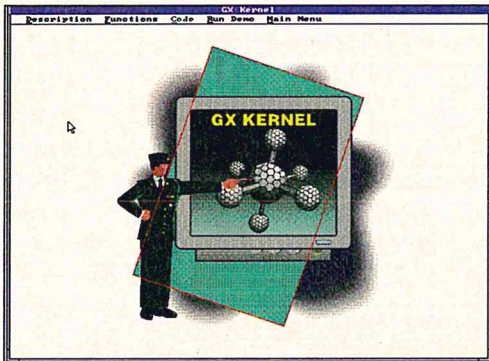 GX Kernel
Description Functions Code Run Demo Main Menu
GX KERNEL